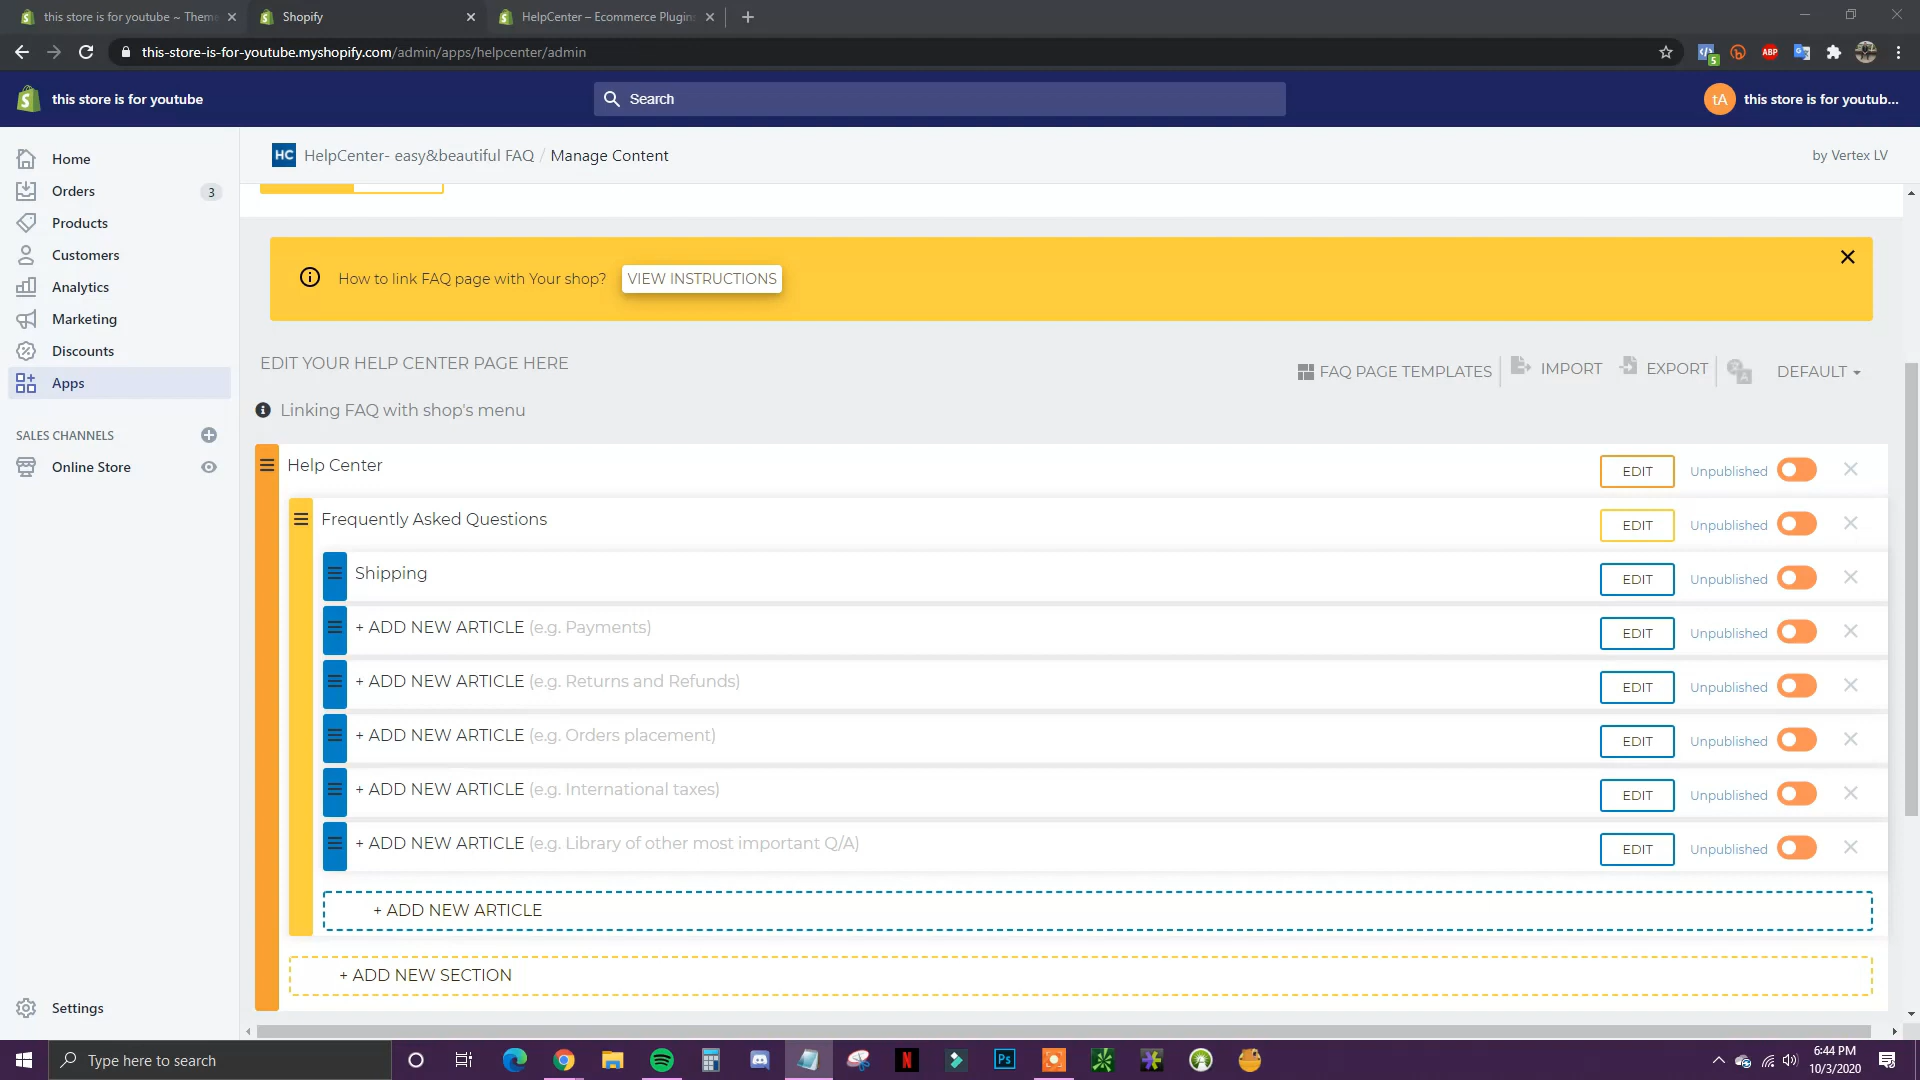 this store is for youtube ~ Theme
Shopify
HelpCenter – Ecommerce Plugin
this-store-is-for-youtube.myshopify.com/admin/apps/helpcenter/admin
ABP
5
this store is for youtube
Search
tA
this store is for youtub...
Home
Orders
3
Products
Customers
Analytics
Marketing
Discounts
Apps
SALES CHANNELS
Online Store
Settings
HC
HelpCenter- easy&beautiful FAQ / Manage Content
by Vertex LV
How to link FAQ page with Your shop?
VIEW INSTRUCTIONS
EDIT YOUR HELP CENTER PAGE HERE
FAQ PAGE TEMPLATES
IMPORT
EXPORT
DEFAULT
Linking FAQ with shop's menu
Help Center
EDIT
Unpublished
Frequently Asked Questions
EDIT
Unpublished
Shipping
EDIT
Unpublished
+ ADD NEW ARTICLE (e.g. Payments)
EDIT
Unpublished
+ ADD NEW ARTICLE (e.g. Returns and Refunds)
EDIT
Unpublished
+ ADD NEW ARTICLE (e.g. Orders placement)
EDIT
Unpublished
+ ADD NEW ARTICLE (e.g. International taxes)
EDIT
Unpublished
+ ADD NEW ARTICLE (e.g. Library of other most important Q/A)
EDIT
Unpublished
+ ADD NEW ARTICLE
+ ADD NEW SECTION
Type here to search
N
Ps
6:44 PM
10/3/2020